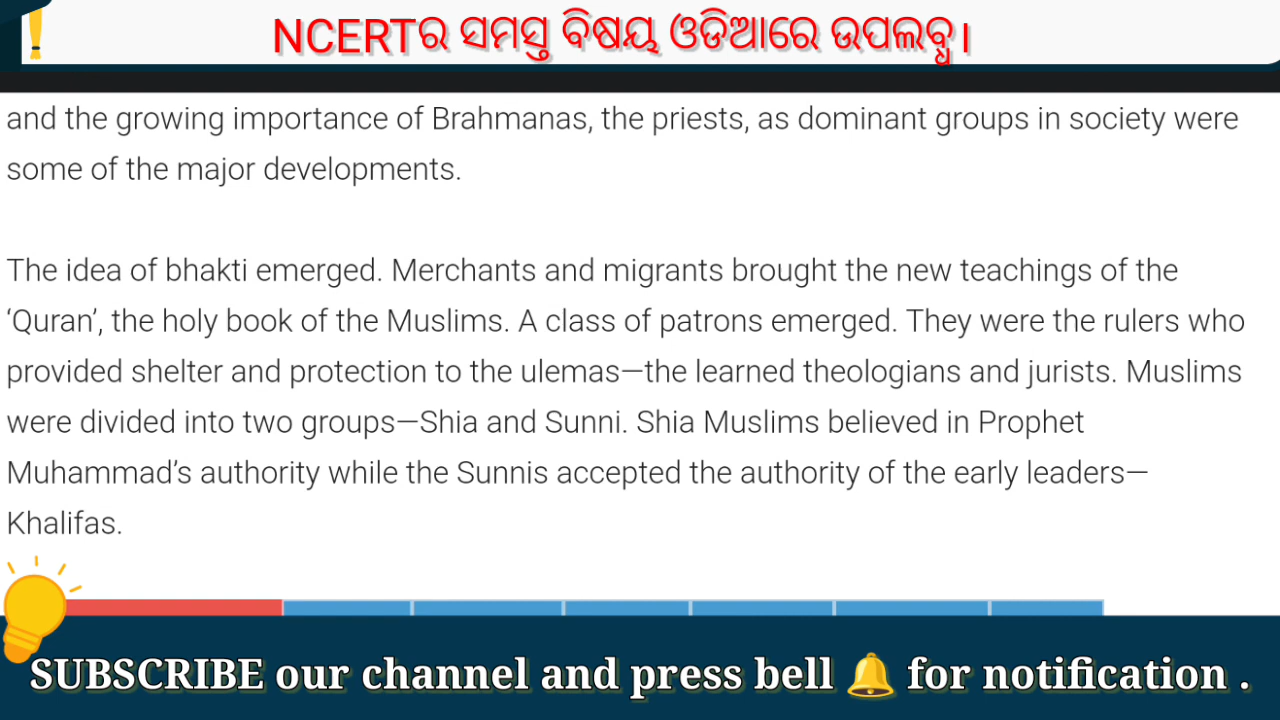 NCERTର ସମସ୍ତ ବିଷୟ ଓଡିଆରେ ଉପଲବ୍ଧ।
and the growing importance of Brahmanas, the priests, as dominant groups in society were
some of the major developments.
The idea of bhakti emerged. Merchants and migrants brought the new teachings of the
‘Quran’, the holy book of the Muslims. A class of patrons emerged. They were the rulers who
provided shelter and protection to the ulemas—the learned theologians and jurists. Muslims
were divided into two groups—Shia and Sunni. Shia Muslims believed in Prophet
Muhammad’s authority while the Sunnis accepted the authority of the early leaders—
Khalifas.
SUBSCRIBE our channel and press bell 🔔 for notification .